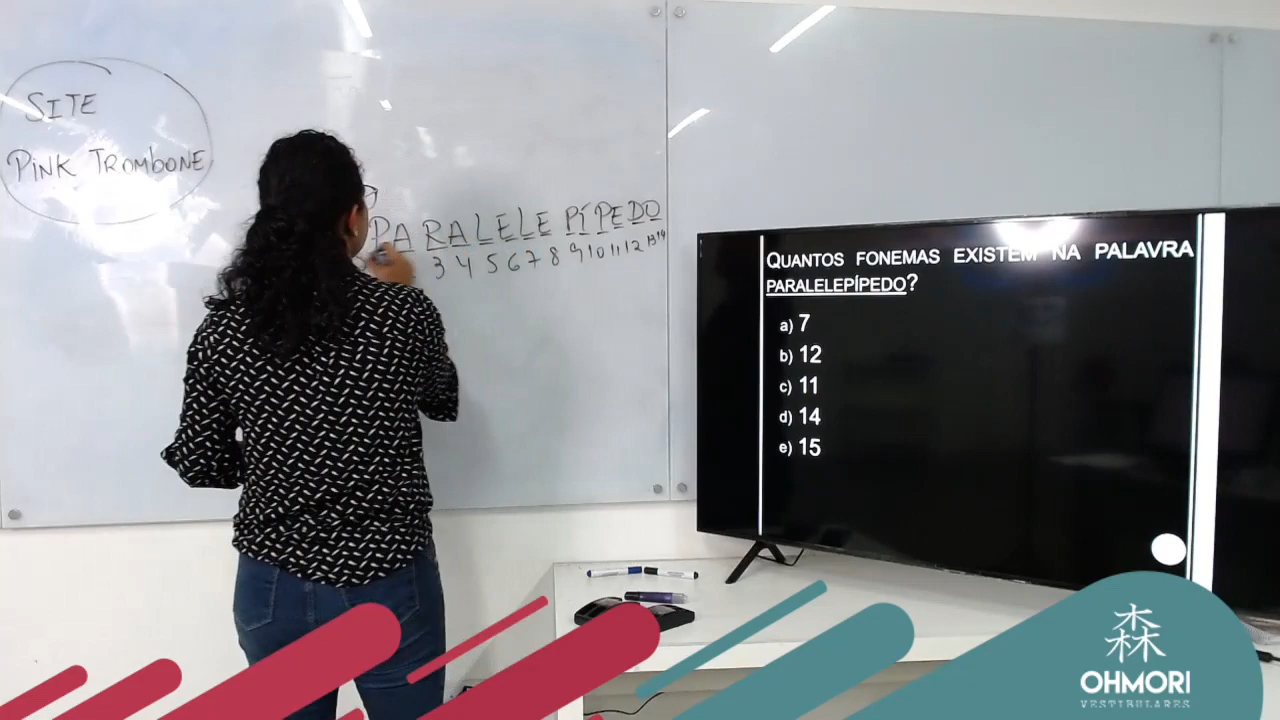 SITE
PINK TROMBONE
PARALELEPÍPEDO
3 4 5 6 7 8 9 10 11 12 13 14
QUANTOS FONEMAS EXISTEM NA PALAVRA
PARALELEPÍPEDO?
a) 7
b) 12
c) 11
d) 14
e) 15
森
OHMORI
VESTIBULARES